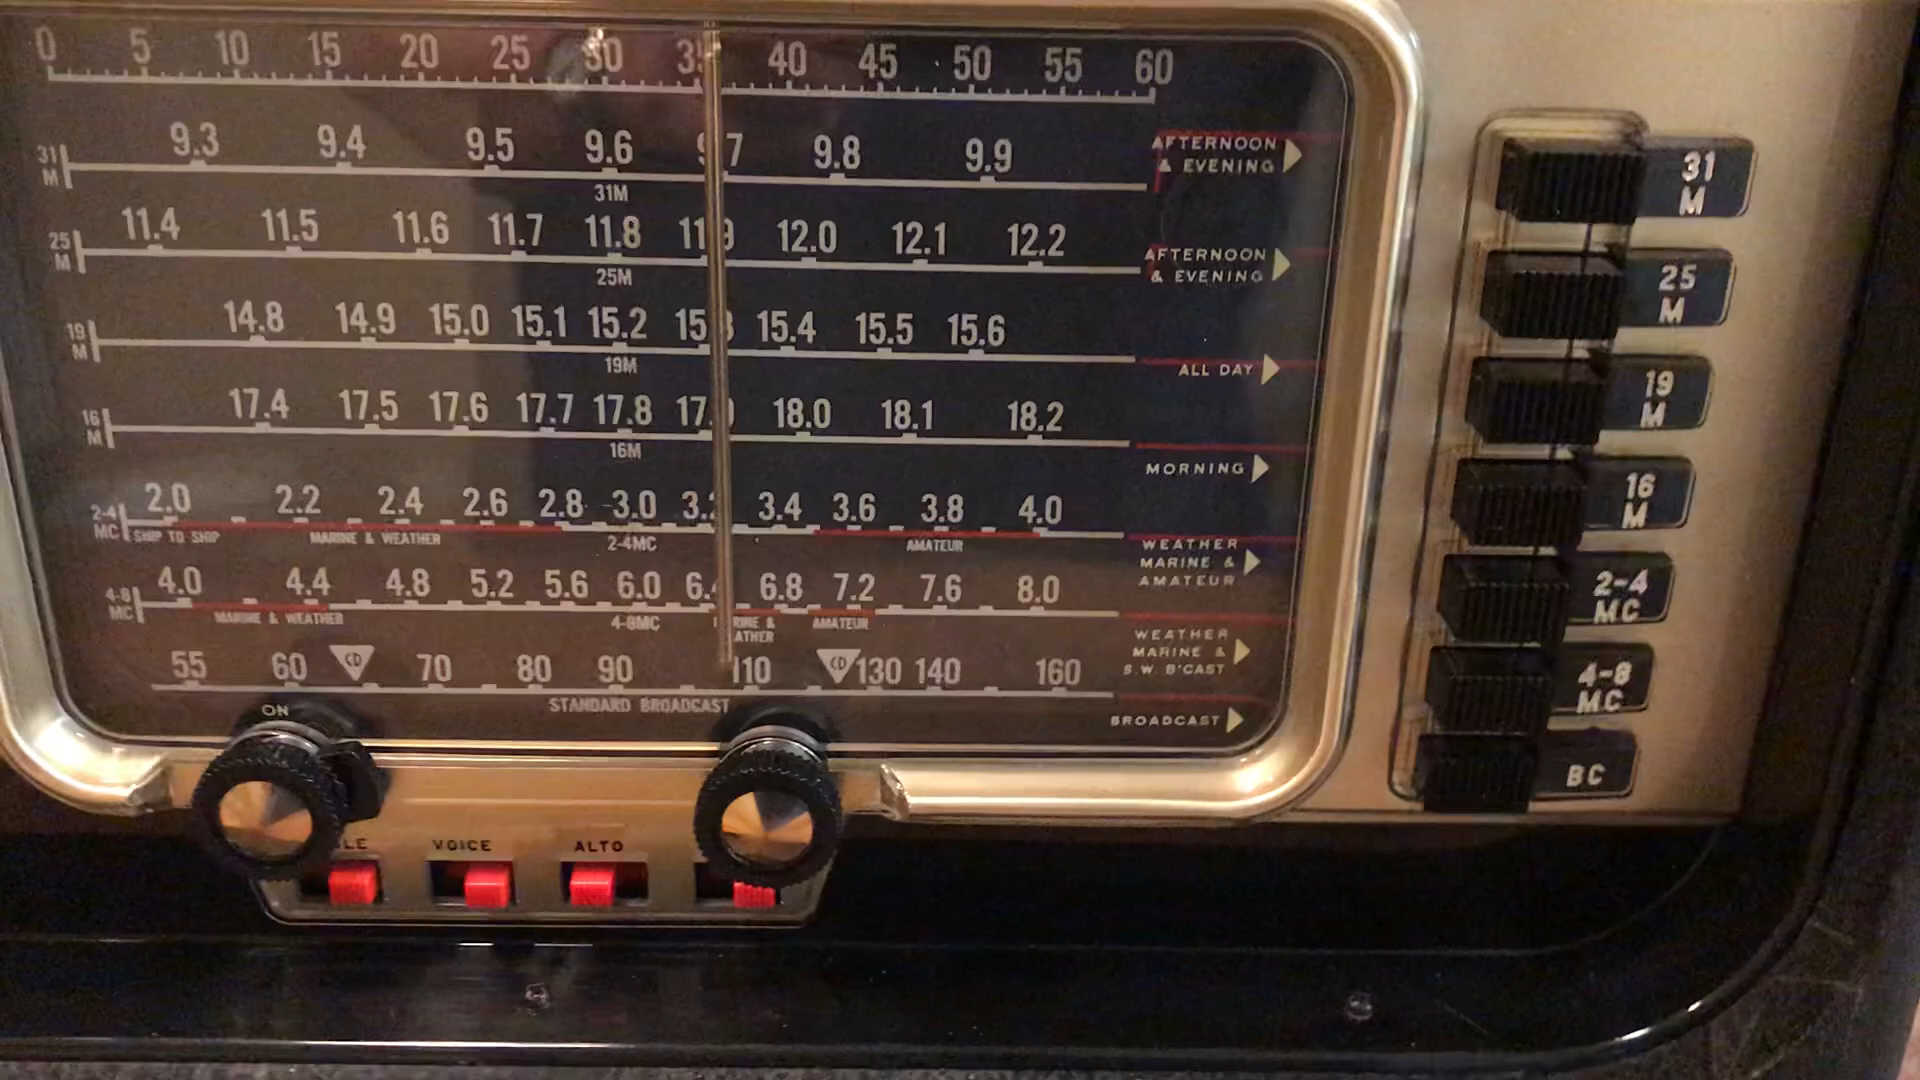 0 5 10 15 20 25 30 35 40 45 50 55 60
31 M 9.3 9.4 9.5 9.6 9.7 9.8 9.9 AFTERNOON & EVENING
31M
25 M 11.4 11.5 11.6 11.7 11.8 11.9 12.0 12.1 12.2 AFTERNOON & EVENING
25M
19 M 14.8 14.9 15.0 15.1 15.2 15.3 15.4 15.5 15.6 ALL DAY
19M
16 M 17.4 17.5 17.6 17.7 17.8 17.9 18.0 18.1 18.2 MORNING
16M
2-4 MC 2.0 2.2 2.4 2.6 2.8 3.0 3.2 3.4 3.6 3.8 4.0
SHIP TO SHIP MARINE & WEATHER 2-4MC AMATEUR
WEATHER
MARINE &
AMATEUR
4-8 MC 4.0 4.4 4.8 5.2 5.6 6.0 6.4 6.8 7.2 7.6 8.0
MARINE & WEATHER 4-8MC MARINE & WEATHER AMATEUR
WEATHER
MARINE &
S.W. B'CAST
55 60 CD 70 80 90 110 CD 130 140 160
STANDARD BROADCAST
BROADCAST
ON
VOICE ALTO
31
M
25
M
19
M
16
M
2-4
MC
4-8
MC
BC